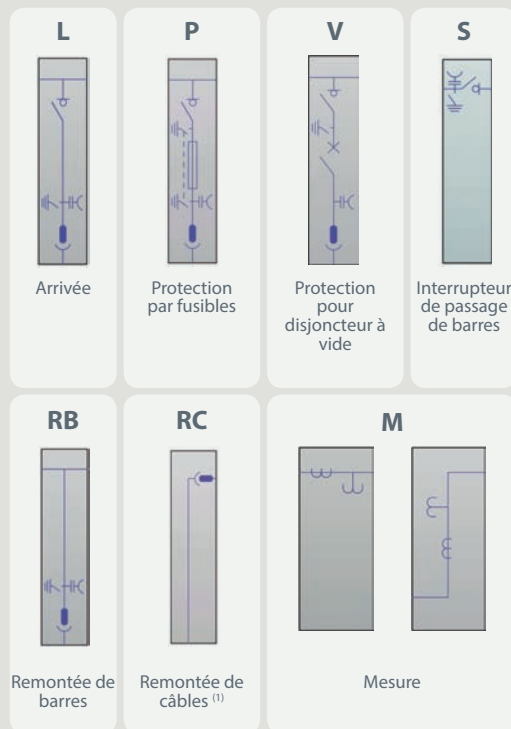 L
P
V
S
Arrivée
Protection
par fusibles
Protection
pour
disjoncteur à
vide
Interrupteur
de passage
de barres
RB
RC
M
Remontée de
barres
Remontée de
câbles (1)
Mesure